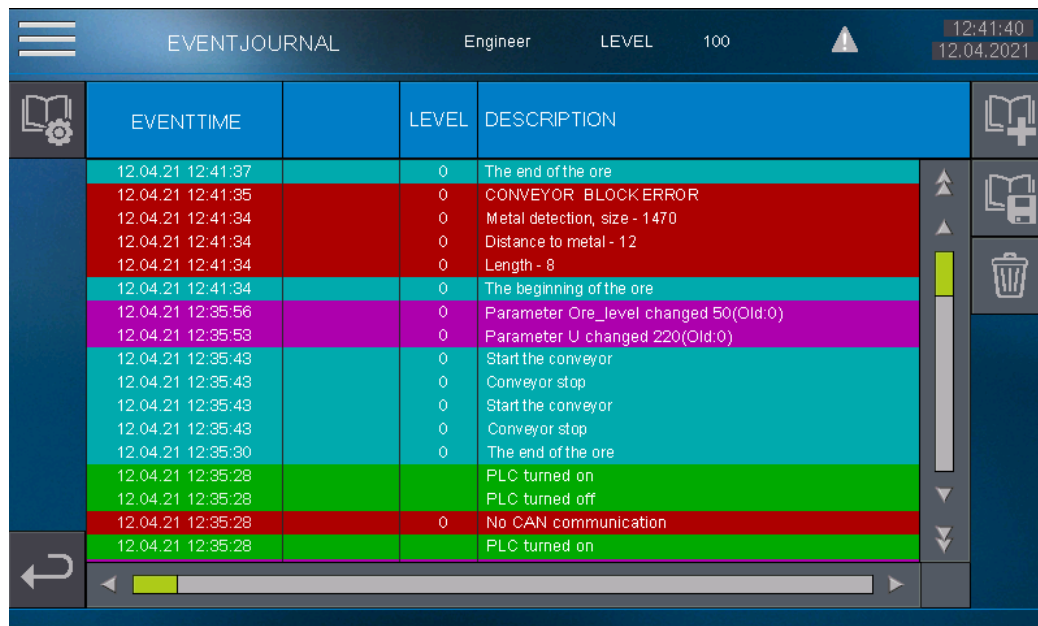 EVENTJOURNAL Engineer LEVEL 100 12:41:40
12.04.2021
EVENTTIME LEVEL DESCRIPTION
12.04.21 12:41:37 0 The end of the ore
12.04.21 12:41:35 0 CONVEYOR BLOCK ERROR
12.04.21 12:41:34 0 Metal detection, size - 1470
12.04.21 12:41:34 0 Distance to metal - 12
12.04.21 12:41:34 0 Length - 8
12.04.21 12:41:34 0 The beginning of the ore
12.04.21 12:35:56 0 Parameter Ore_level changed 50(Old:0)
12.04.21 12:35:53 0 Parameter U changed 220(Old:0)
12.04.21 12:35:43 0 Start the conveyor
12.04.21 12:35:43 0 Conveyor stop
12.04.21 12:35:43 0 Start the conveyor
12.04.21 12:35:43 0 Conveyor stop
12.04.21 12:35:30 0 The end of the ore
12.04.21 12:35:28 PLC turned on
12.04.21 12:35:28 PLC turned off
12.04.21 12:35:28 0 No CAN communication
12.04.21 12:35:28 PLC turned on